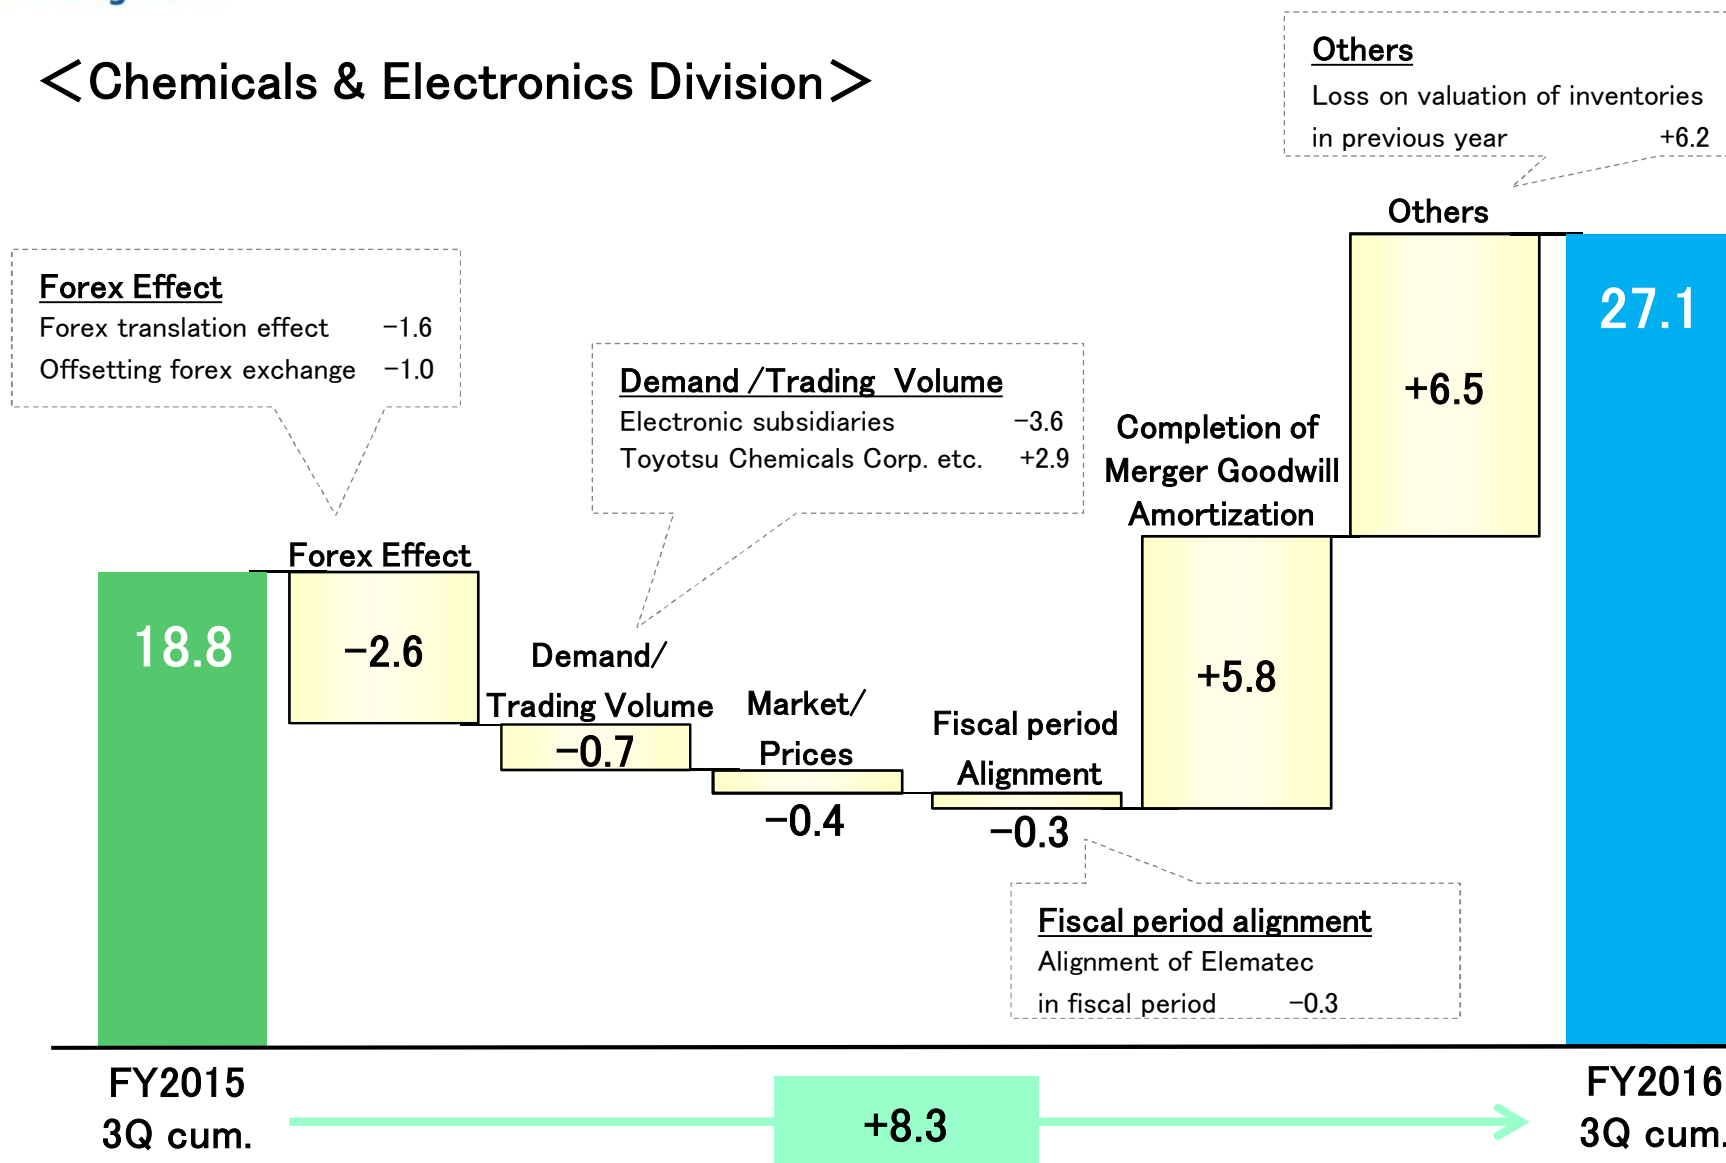 ＜Chemicals & Electronics Division＞
Others
Loss on valuation of inventories
in previous year +6.2
Others
27.1
+6.5
Forex Effect
Forex translation effect −1.6
Offsetting forex exchange −1.0
Demand /Trading Volume
Electronic subsidiaries −3.6
Toyotsu Chemicals Corp. etc. +2.9
Completion of
Merger Goodwill
Amortization
+5.8
Forex Effect
18.8
−2.6
Demand/
Trading Volume
−0.7
Market/
Prices
−0.4
Fiscal period
Alignment
−0.3
Fiscal period alignment
Alignment of Elematec
in fiscal period −0.3
FY2015
3Q cum.
+8.3
FY2016
3Q cum.